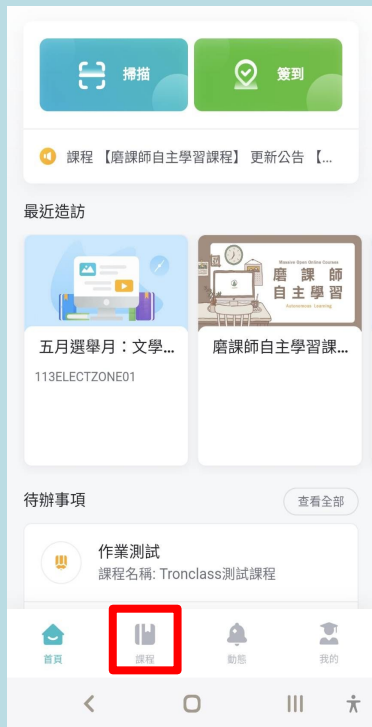 掃描
簽到
課程 【磨課師自主學習課程】 更新公告 【...
最近造訪
Massive Open Online Courses
磨課師
自主學習
Autonomous Learning
五月選舉月：文學...
113ELECTZONE01
磨課師自主學習課...
待辦事項
查看全部
作業測試
課程名稱: Tronclass測試課程
首頁
課程
動態
我的